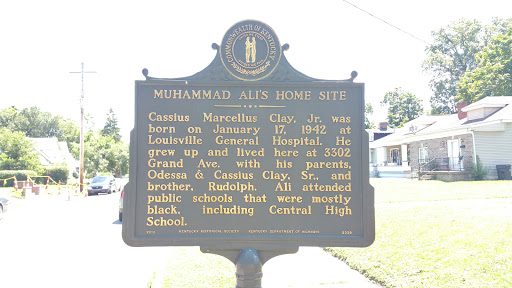 COMMONWEALTH OF KENTUCKY
MUHAMMAD ALI'S HOME SITE
Cassius Marcellus Clay, Jr. was
born on January 17, 1942 at
Louisville General Hospital. He
grew up and lived here at 3302
Grand Ave. with his parents,
Odessa & Cassius Clay, Sr., and
brother, Rudolph. Ali attended
public schools that were mostly
black, including Central High
School.
KENTUCKY HISTORICAL SOCIETY KENTUCKY DEPARTMENT OF HIGHWAYS